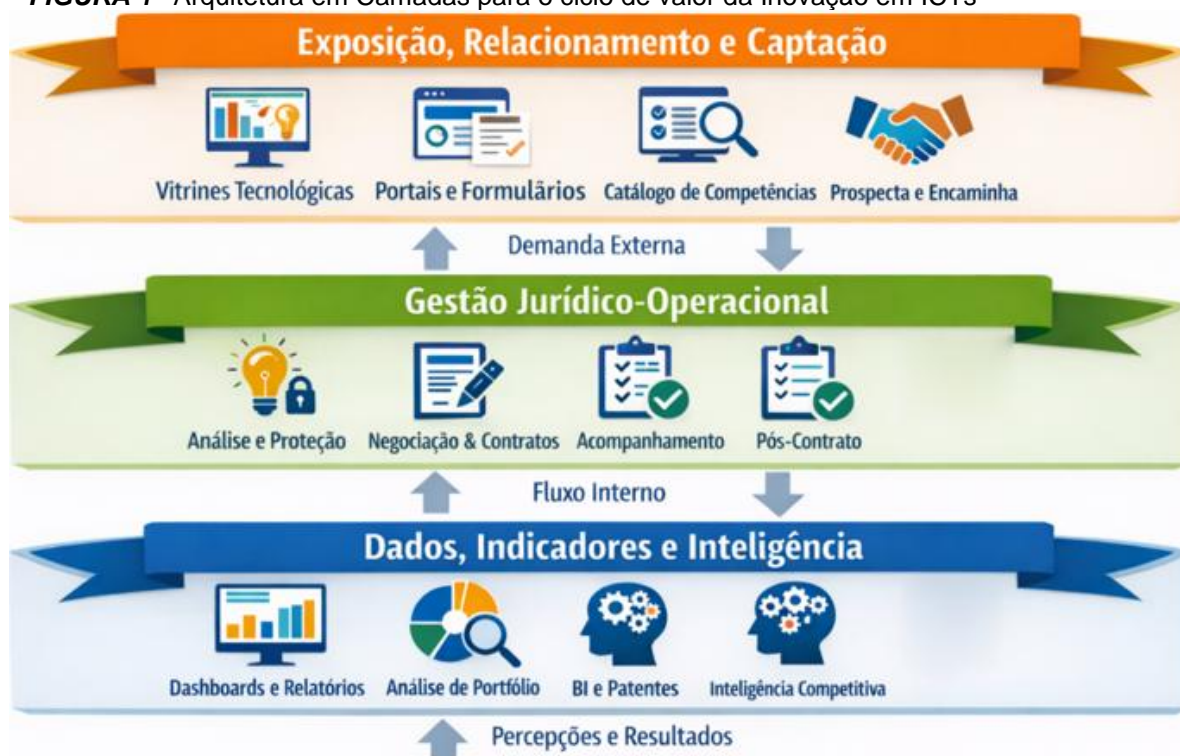 FIGURA 1 Arquitetura em Camadas para o ciclo de valor da Inovação em ICTs
Exposição, Relacionamento e Captação
Vitrines Tecnológicas Portais e Formulários Catálogo de Competências Prospecta e Encaminha
Demanda Externa
Gestão Jurídico-Operacional
Análise e Proteção Negociação & Contratos Acompanhamento Pós-Contrato
Fluxo Interno
Dados, Indicadores e Inteligência
Dashboards e Relatórios Análise de Portfólio BI e Patentes Inteligência Competitiva
Percepções e Resultados